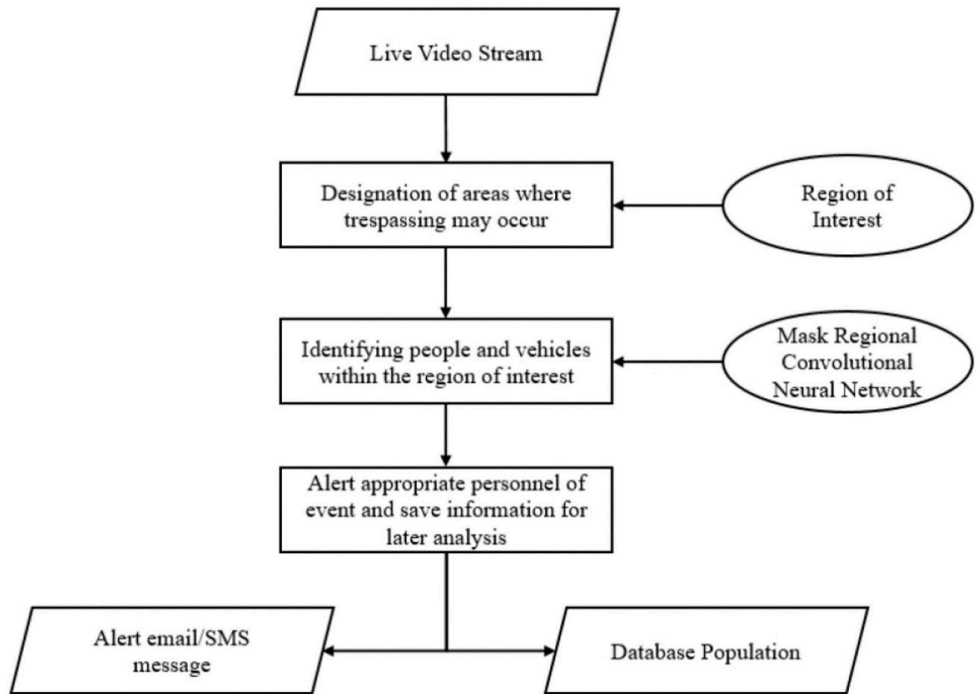 Live Video Stream
Designation of areas where
trespassing may occur
Region of
Interest
Identifying people and vehicles
within the region of interest
Mask Regional
Convolutional
Neural Network
Alert appropriate personnel of
event and save information for
later analysis
Alert email/SMS
message
Database Population